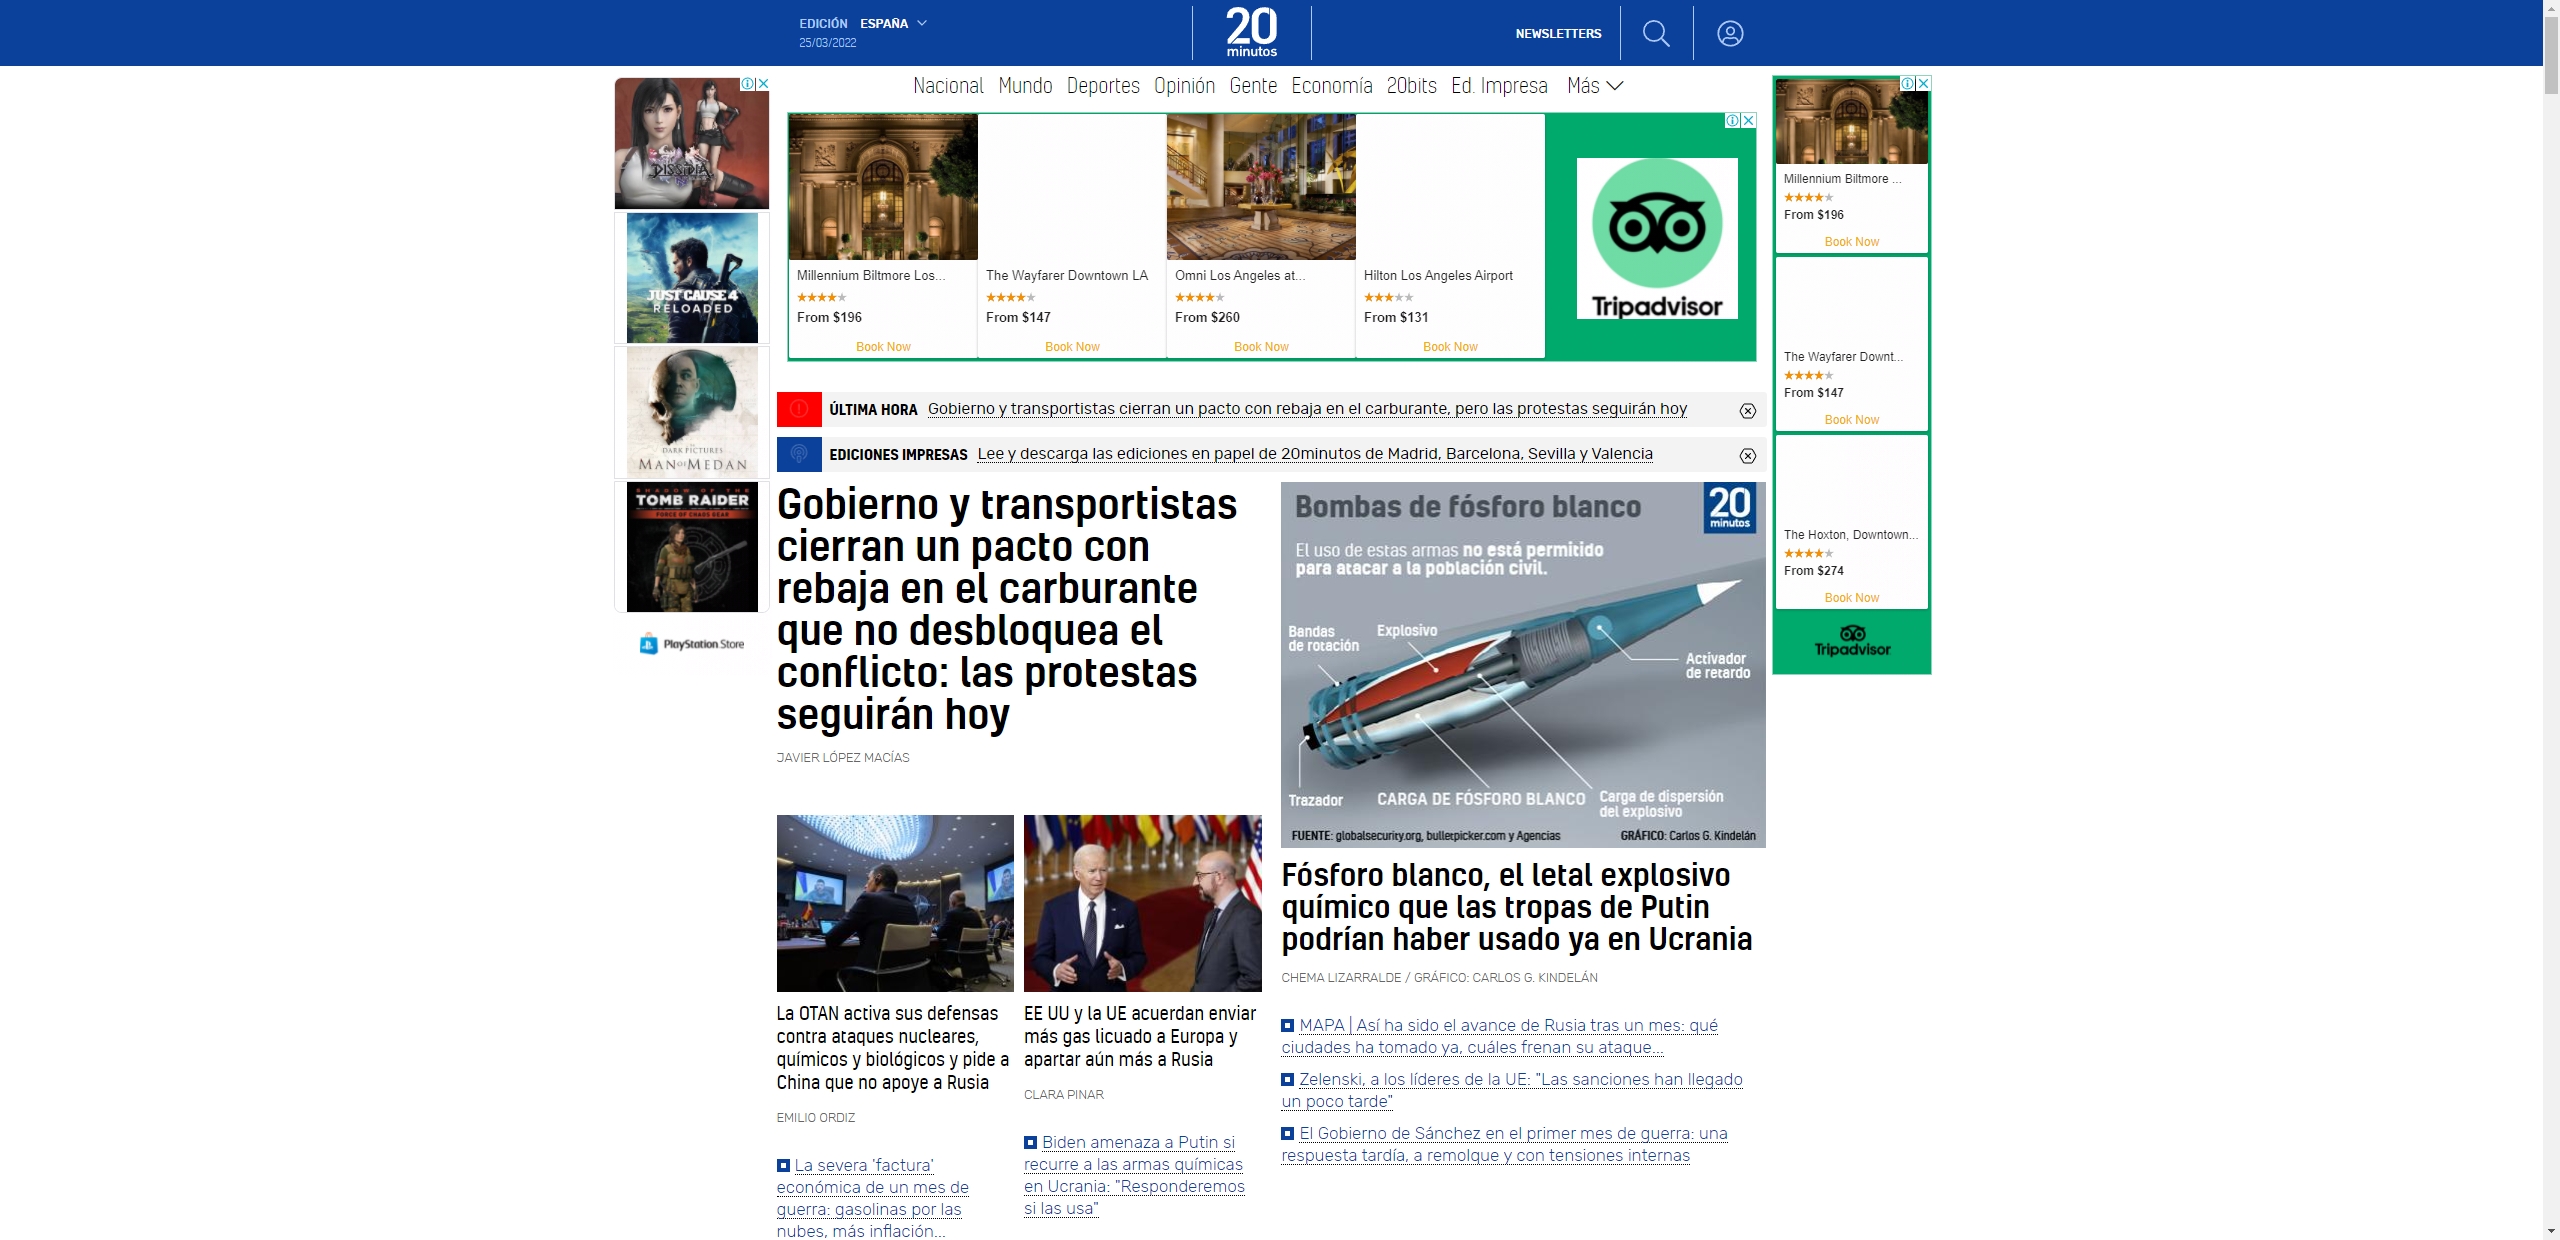 EDICIÓN ESPAÑA
25/03/2022
20
minutos
NEWSLETTERS
Nacional Mundo Deportes Opinión Gente Economía 20bits Ed. Impresa Más
DISSIDIA
JUST CAUSE 4
RELOADED
DARK PICTURES
MAN OF MEDAN
SHADOW OF THE
TOMB RAIDER
FORCE OF CHAOS GEAR
PlayStation Store
Millennium Biltmore Los...
From $196
Book Now
The Wayfarer Downtown LA
From $147
Book Now
Omni Los Angeles at...
From $260
Book Now
Hilton Los Angeles Airport
From $131
Book Now
Tripadvisor
Millennium Biltmore ...
From $196
Book Now
The Wayfarer Downt...
From $147
Book Now
The Hoxton, Downtown...
From $274
Book Now
Tripadvisor
ÚLTIMA HORA Gobierno y transportistas cierran un pacto con rebaja en el carburante, pero las protestas seguirán hoy
EDICIONES IMPRESAS Lee y descarga las ediciones en papel de 20minutos de Madrid, Barcelona, Sevilla y Valencia
Gobierno y transportistas
cierran un pacto con
rebaja en el carburante
que no desbloquea el
conflicto: las protestas
seguirán hoy
JAVIER LÓPEZ MACÍAS
Bombas de fósforo blanco
20
minutos
El uso de estas armas no está permitido
para atacar a la población civil.
Bandas
de rotación
Explosivo
Activador
de retardo
Trazador
CARGA DE FÓSFORO BLANCO
Carga de dispersión
del explosivo
FUENTE: globalsecurity.org, bulletpicker.com y Agencias
GRÁFICO: Carlos G. Kindelán
Fósforo blanco, el letal explosivo
químico que las tropas de Putin
podrían haber usado ya en Ucrania
CHEMA LIZARRALDE / GRÁFICO: CARLOS G. KINDELÁN
MAPA | Así ha sido el avance de Rusia tras un mes: qué
ciudades ha tomado ya, cuáles frenan su ataque...
Zelenski, a los líderes de la UE: "Las sanciones han llegado
un poco tarde"
El Gobierno de Sánchez en el primer mes de guerra: una
respuesta tardía, a remolque y con tensiones internas
La OTAN activa sus defensas
contra ataques nucleares,
químicos y biológicos y pide a
China que no apoye a Rusia
EMILIO ORDIZ
La severa 'factura'
económica de un mes de
guerra: gasolinas por las
nubes, más inflación...
EE UU y la UE acuerdan enviar
más gas licuado a Europa y
apartar aún más a Rusia
CLARA PINAR
Biden amenaza a Putin si
recurre a las armas químicas
en Ucrania: "Responderemos
si las usa"